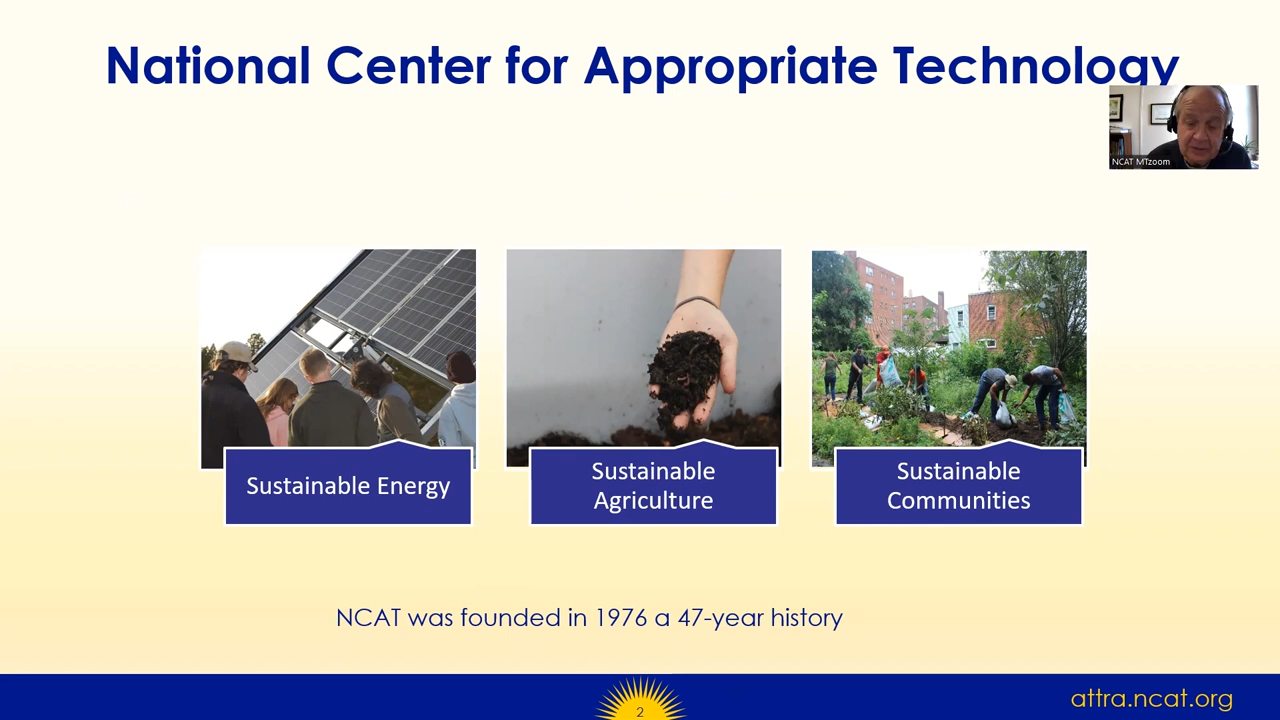 National Center for Appropriate Technology
NCAT MTzoom
Sustainable Energy
Sustainable
Agriculture
Sustainable
Communities
NCAT was founded in 1976 a 47-year history
2
attra.ncat.org